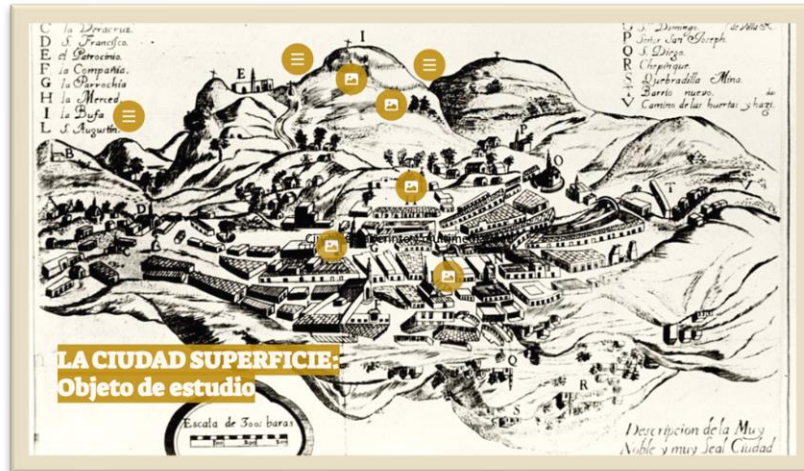 C la Veracruz.
D S. Francisco.
E el Patrocinio.
F la Compañia.
G la Parrochia
H la Merced
I la Bufa
L S. Augustin.
I
E
B
D
P
O
T V
Q
R
S
S. Domingo
P Señor San Joseph.
Q S. Diego.
R Chepinque.
S Quebradilla Mina.
T Barrio nuevo.
V Camino de las huertas y
LA CIUDAD SUPERFICIE:
Objeto de estudio
Escala de 300 baras
Descripcion de la Muy
Noble y muy Leal Ciudad